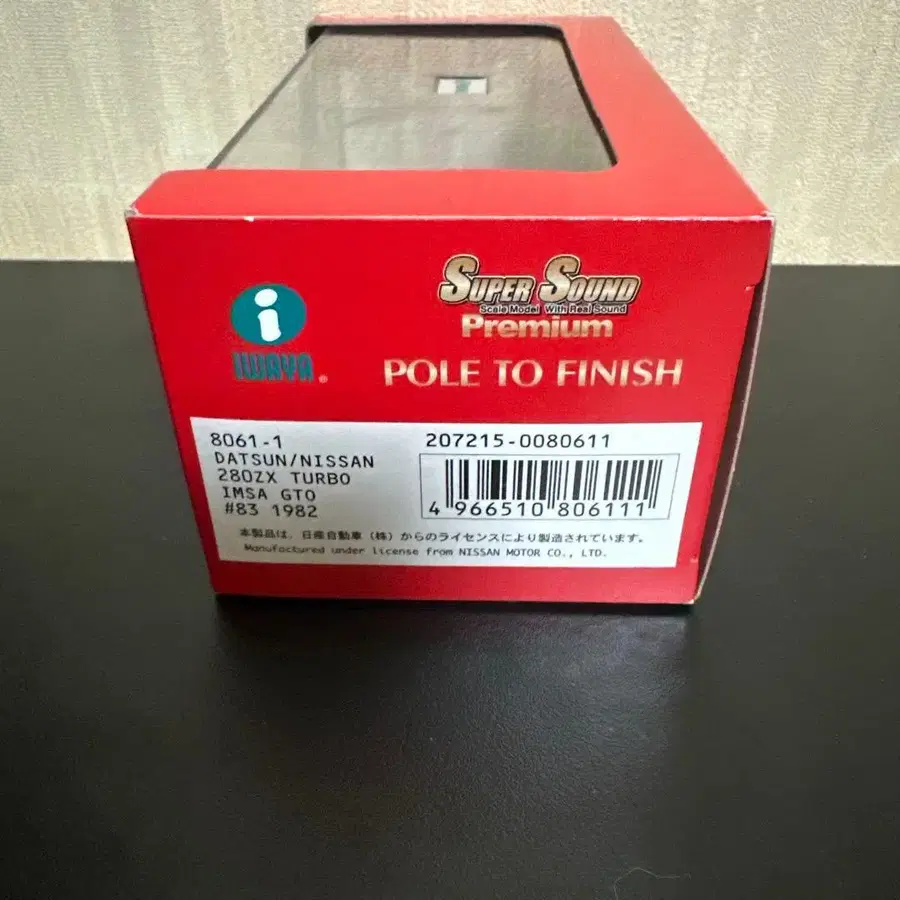 SUPER SOUND
Scale Model With Real Sound
Premium
i
IWAYA ®
POLE TO FINISH
8061-1
DATSUN/NISSAN
280ZX TURBO
IMSA GTO
#83 1982
207215-0080611
4 966510 806111
本製品は、日産自動車（株）からのライセンスにより製造されています。
Manufactured under license from NISSAN MOTOR CO., LTD.